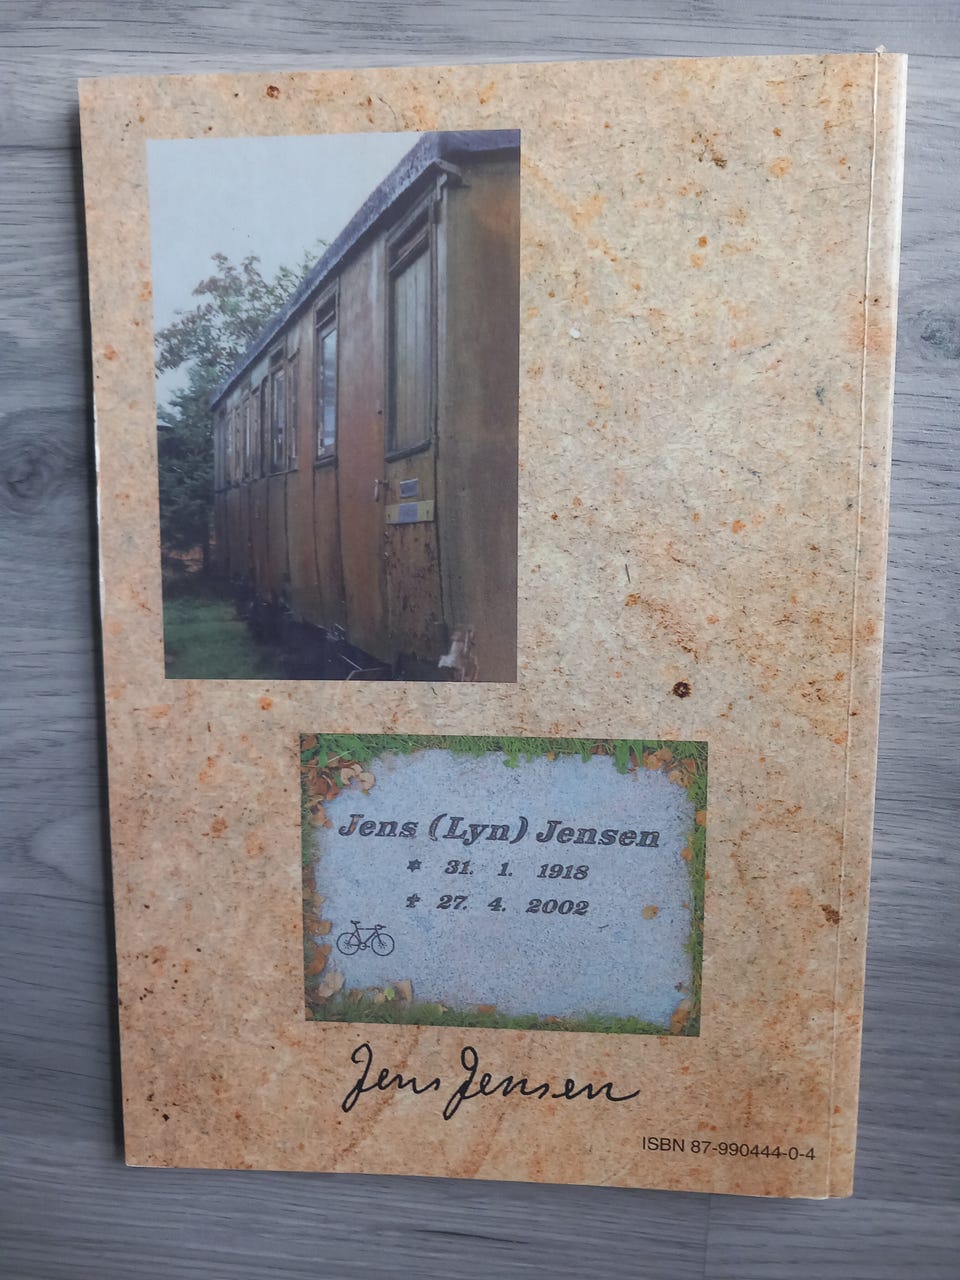 Jens (Lyn) Jensen
* 31. 1. 1918
✝ 27. 4. 2002
Jens Jensen
ISBN 87-990444-0-4